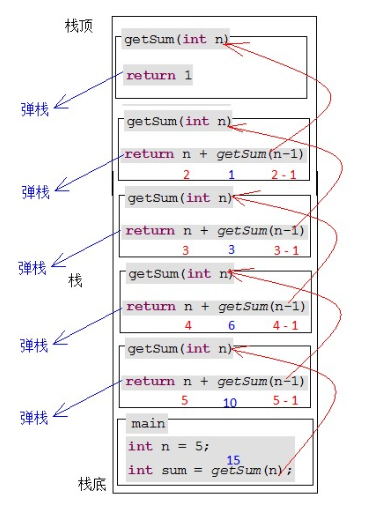 栈顶
getSum(int n)
return 1
弹栈
getSum(int n)
return n + getSum(n-1)
2 1 2 - 1
弹栈
getSum(int n)
return n + getSum(n-1)
3 3 3 - 1
弹栈
栈
getSum(int n)
return n + getSum(n-1)
4 6 4 - 1
弹栈
getSum(int n)
return n + getSum(n-1)
5 10 5 - 1
弹栈
main
int n = 5;
15
int sum = getSum(n);
栈底